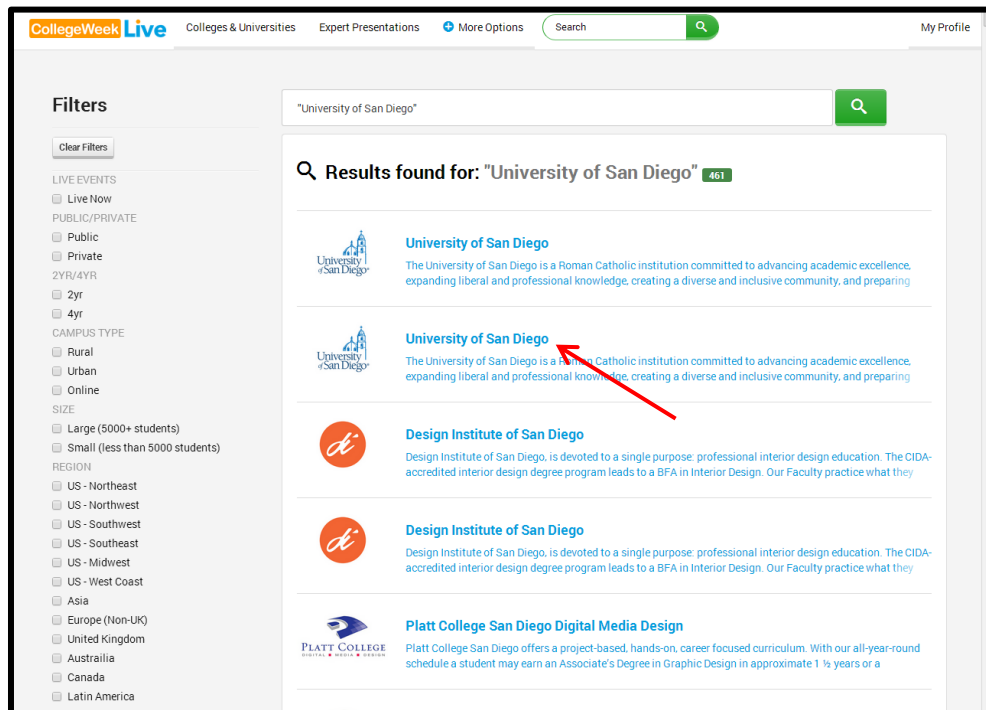 CollegeWeek Live
Colleges & Universities
Expert Presentations
More Options
Search
My Profile
Filters
Clear Filters
LIVE EVENTS
Live Now
PUBLIC/PRIVATE
Public
Private
2YR/4YR
2yr
4yr
CAMPUS TYPE
Rural
Urban
Online
SIZE
Large (5000+ students)
Small (less than 5000 students)
REGION
US - Northeast
US - Northwest
US - Southwest
US - Southeast
US - Midwest
US - West Coast
Asia
Europe (Non-UK)
United Kingdom
Austrailia
Canada
Latin America
"University of San Diego"
Results found for: "University of San Diego" 461
University
of San Diego
University of San Diego
The University of San Diego is a Roman Catholic institution committed to advancing academic excellence,
expanding liberal and professional knowledge, creating a diverse and inclusive community, and preparing
University
of San Diego
University of San Diego
The University of San Diego is a Roman Catholic institution committed to advancing academic excellence,
expanding liberal and professional knowledge, creating a diverse and inclusive community, and preparing
di
Design Institute of San Diego
Design Institute of San Diego, is devoted to a single purpose: professional interior design education. The CIDA-
accredited interior design degree program leads to a BFA in Interior Design. Our Faculty practice what they
di
Design Institute of San Diego
Design Institute of San Diego, is devoted to a single purpose: professional interior design education. The CIDA-
accredited interior design degree program leads to a BFA in Interior Design. Our Faculty practice what they
PLATT COLLEGE
DIGITAL ★ MEDIA ★ DESIGN
Platt College San Diego Digital Media Design
Platt College San Diego offers a project-based, hands-on, career focused curriculum. With our all-year-round
schedule a student may earn an Associate's Degree in Graphic Design in approximate 1 ½ years or a